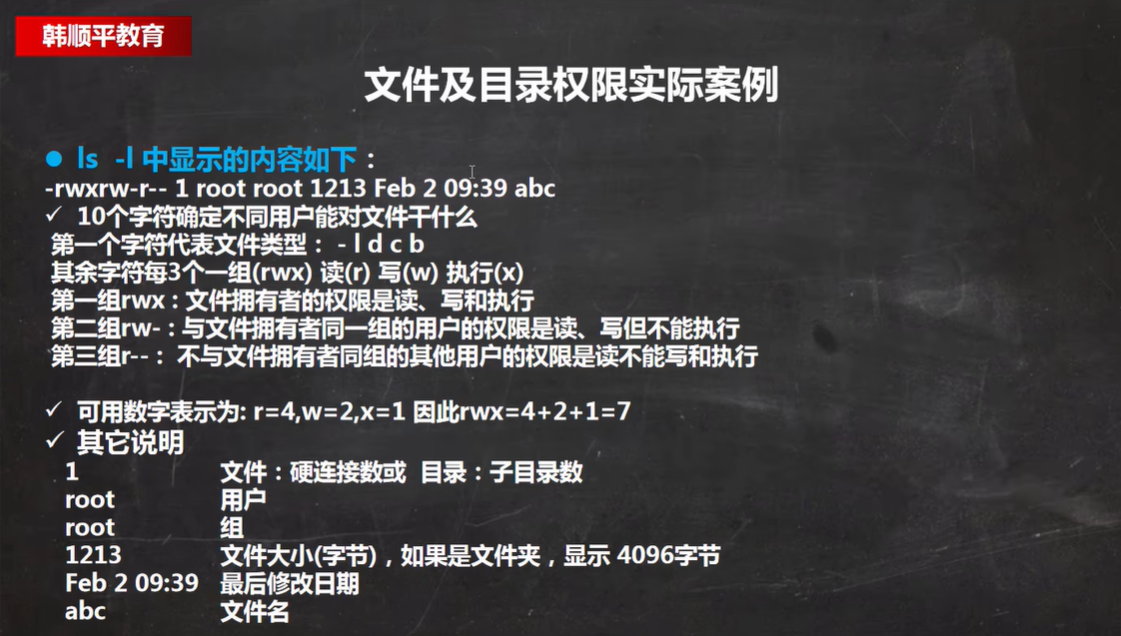 韩顺平教育
文件及目录权限实际案例
● ls -l 中显示的内容如下：
-rwxrw-r-- 1 root root 1213 Feb 2 09:39 abc
✓ 10个字符确定不同用户能对文件干什么
第一个字符代表文件类型： - l d c b
其余字符每3个一组(rwx) 读(r) 写(w) 执行(x)
第一组rwx : 文件拥有者的权限是读、写和执行
第二组rw- : 与文件拥有者同一组的用户的权限是读、写但不能执行
第三组r-- : 不与文件拥有者同组的其他用户的权限是读不能写和执行
✓ 可用数字表示为: r=4,w=2,x=1 因此rwx=4+2+1=7
✓ 其它说明
1 文件：硬连接数或 目录：子目录数
root 用户
root 组
1213 文件大小(字节)，如果是文件夹，显示 4096字节
Feb 2 09:39 最后修改日期
abc 文件名